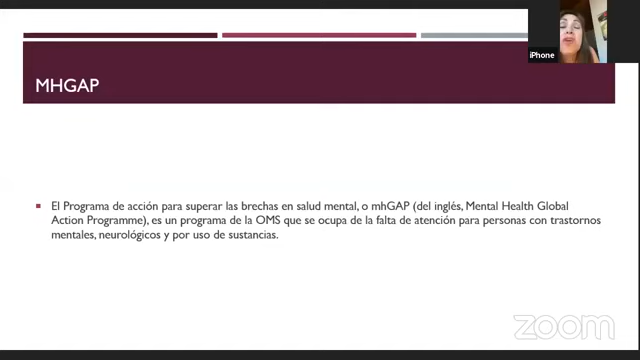 iPhone
MHGAP
El Programa de acción para superar las brechas en salud mental, o mhGAP (del inglés, Mental Health Global
Action Programme), es un programa de la OMS que se ocupa de la falta de atención para personas con trastornos
mentales, neurológicos y por uso de sustancias.
zoom